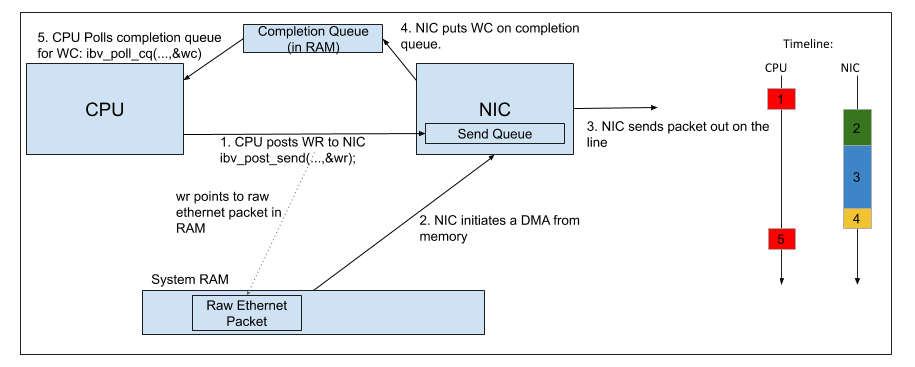 5. CPU Polls completion queue
for WC: ibv_poll_cq(...,&wc)
Completion Queue
(in RAM)
4. NIC puts WC on completion
queue.
CPU
NIC
Send Queue
1. CPU posts WR to NIC
ibv_post_send(...,&wr);
3. NIC sends packet out on the
line
wr points to raw
ethernet packet in
RAM
2. NIC initiates a DMA from
memory
System RAM
Raw Ethernet
Packet
Timeline:
CPU
NIC
1
2
3
4
5